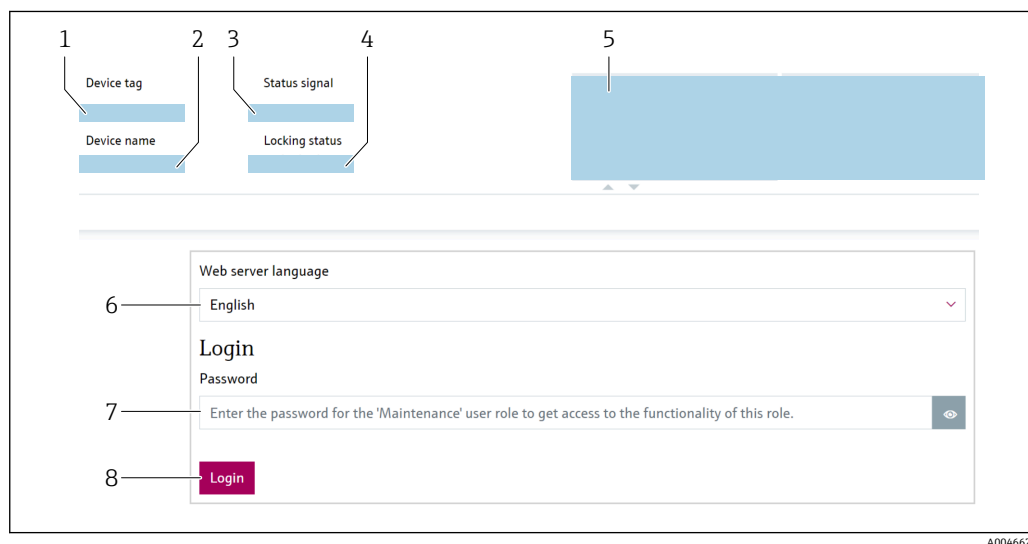 1 2 3 4 5
Device tag Status signal
Device name Locking status
Web server language
6 English
Login
Password
7 Enter the password for the 'Maintenance' user role to get access to the functionality of this role.
8 Login